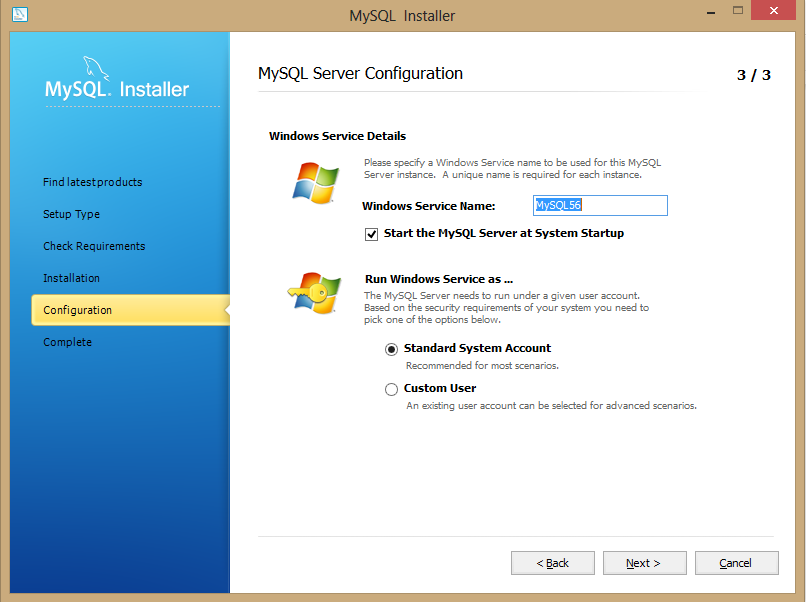 MySQL Installer
MySQL. Installer
MySQL Server Configuration
3 / 3
Find latest products
Setup Type
Check Requirements
Installation
Configuration
Complete
Windows Service Details
Please specify a Windows Service name to be used for this MySQL
Server instance. A unique name is required for each instance.
Windows Service Name:
MySQL56
Start the MySQL Server at System Startup
Run Windows Service as ...
The MySQL Server needs to run under a given user account.
Based on the security requirements of your system you need to
pick one of the options below.
Standard System Account
Recommended for most scenarios.
Custom User
An existing user account can be selected for advanced scenarios.
< Back
Next >
Cancel